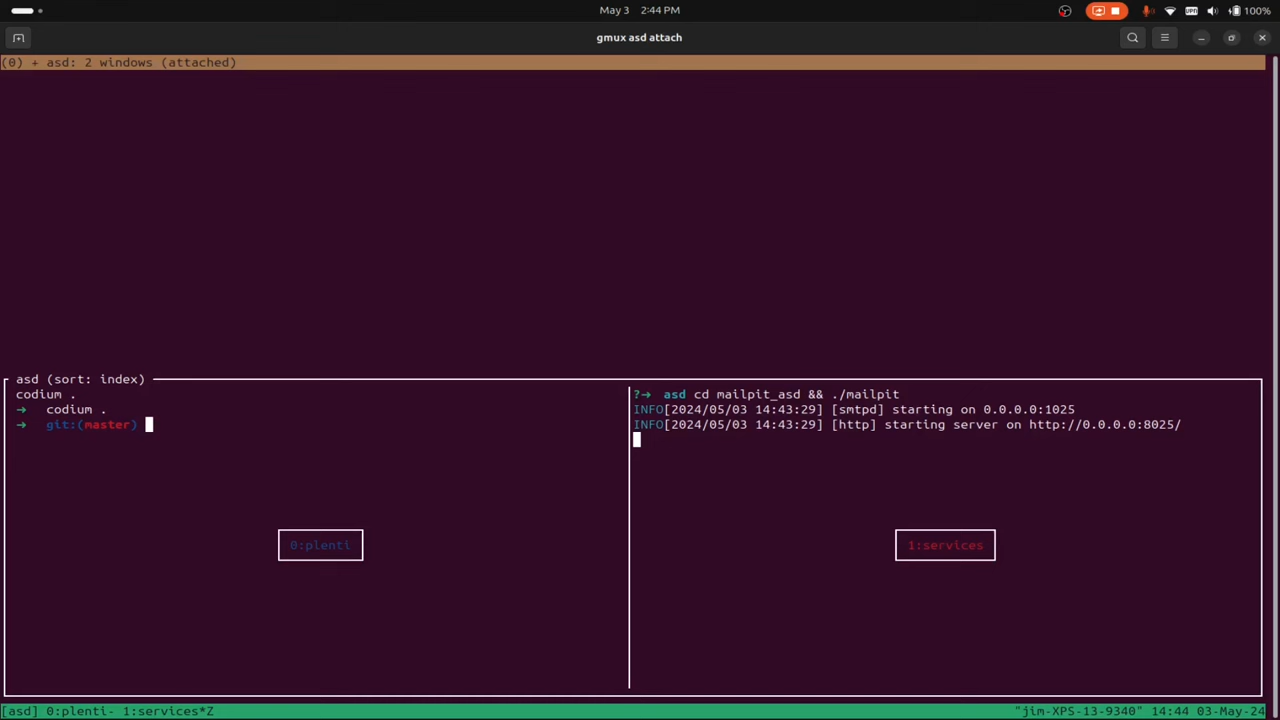 May 3 2:44 PM
100%
gmux asd attach
(0) + asd: 2 windows (attached)
asd (sort: index)
codium .
➜ codium .
➜ git:(master)
0:plenti
?➜ asd cd mailpit_asd && ./mailpit
INFO[2024/05/03 14:43:29] [smtpd] starting on 0.0.0.0:1025
INFO[2024/05/03 14:43:29] [http] starting server on http://0.0.0.0:8025/
1:services
[asd] 0:plenti- 1:services*Z
"jim-XPS-13-9340" 14:44 03-May-24